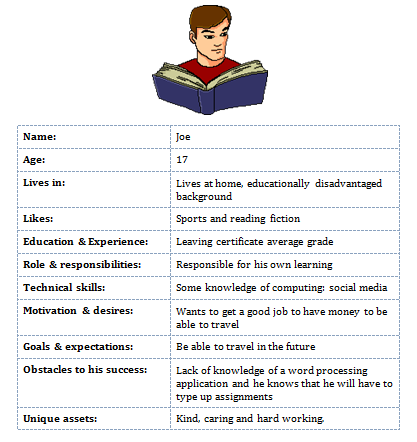 Name: Joe
Age: 17
Lives in: Lives at home, educationally disadvantaged
background
Likes: Sports and reading fiction
Education & Experience: Leaving certificate average grade
Role & responsibilities: Responsible for his own learning
Technical skills: Some knowledge of computing: social media
Motivation & desires: Wants to get a good job to have money to be
able to travel
Goals & expectations: Be able to travel in the future
Obstacles to his success: Lack of knowledge of a word processing
application and he knows that he will have to
type up assignments
Unique assets: Kind, caring and hard working.